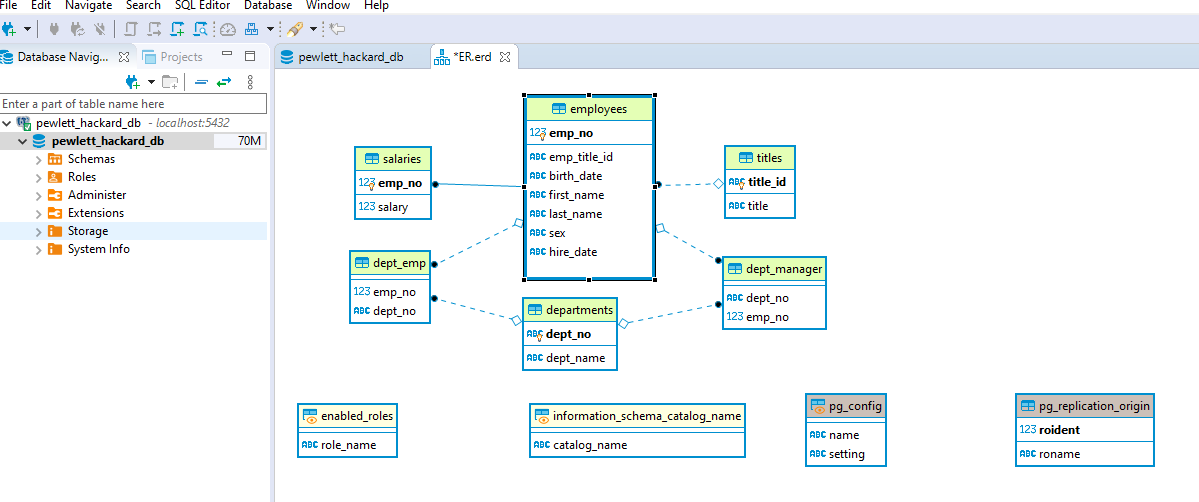 File Edit Navigate Search SQL Editor Database Window Help
Database Navig... Projects
pewlett_hackard_db *ER.erd
Enter a part of table name here
pewlett_hackard_db - localhost:5432
pewlett_hackard_db 70M
Schemas
Roles
Administer
Extensions
Storage
System Info
employees
123 emp_no
ABC emp_title_id
ABC birth_date
ABC first_name
ABC last_name
ABC sex
ABC hire_date
salaries
123 emp_no
123 salary
titles
ABC title_id
ABC title
dept_emp
123 emp_no
ABC dept_no
departments
ABC dept_no
ABC dept_name
dept_manager
ABC dept_no
123 emp_no
enabled_roles
ABC role_name
information_schema_catalog_name
ABC catalog_name
pg_config
ABC name
ABC setting
pg_replication_origin
123 roident
ABC roname